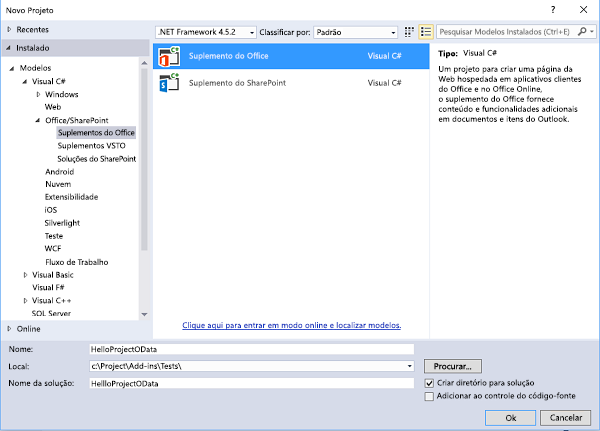 Novo Projeto
? ×
Recentes
.NET Framework 4.5.2 Classificar por: Padrão
Pesquisar Modelos Instalados (Ctrl+E)
Instalado
Modelos
Visual C#
Windows
Web
Office/SharePoint
Suplementos do Office
Suplementos VSTO
Soluções do SharePoint
Android
Nuvem
Extensibilidade
iOS
Silverlight
Teste
WCF
Fluxo de Trabalho
Visual Basic
Visual F#
Visual C++
SQL Server
Online
Suplemento do Office Visual C#
Suplemento do SharePoint Visual C#
Clique aqui para entrar em modo online e localizar modelos.
Tipo: Visual C#
Um projeto para criar uma página da
Web hospedada em aplicativos clientes
do Office e no Office Online,
o suplemento do Office fornece
conteúdo e funcionalidades adicionais
em documentos e itens do Outlook.
Nome: HelloProjectOData
Local: c:\Project\Add-ins\Tests\ Procurar...
Nome da solução: HellloProjectOData
Criar diretório para solução
Adicionar ao controle do código-fonte
Ok Cancelar